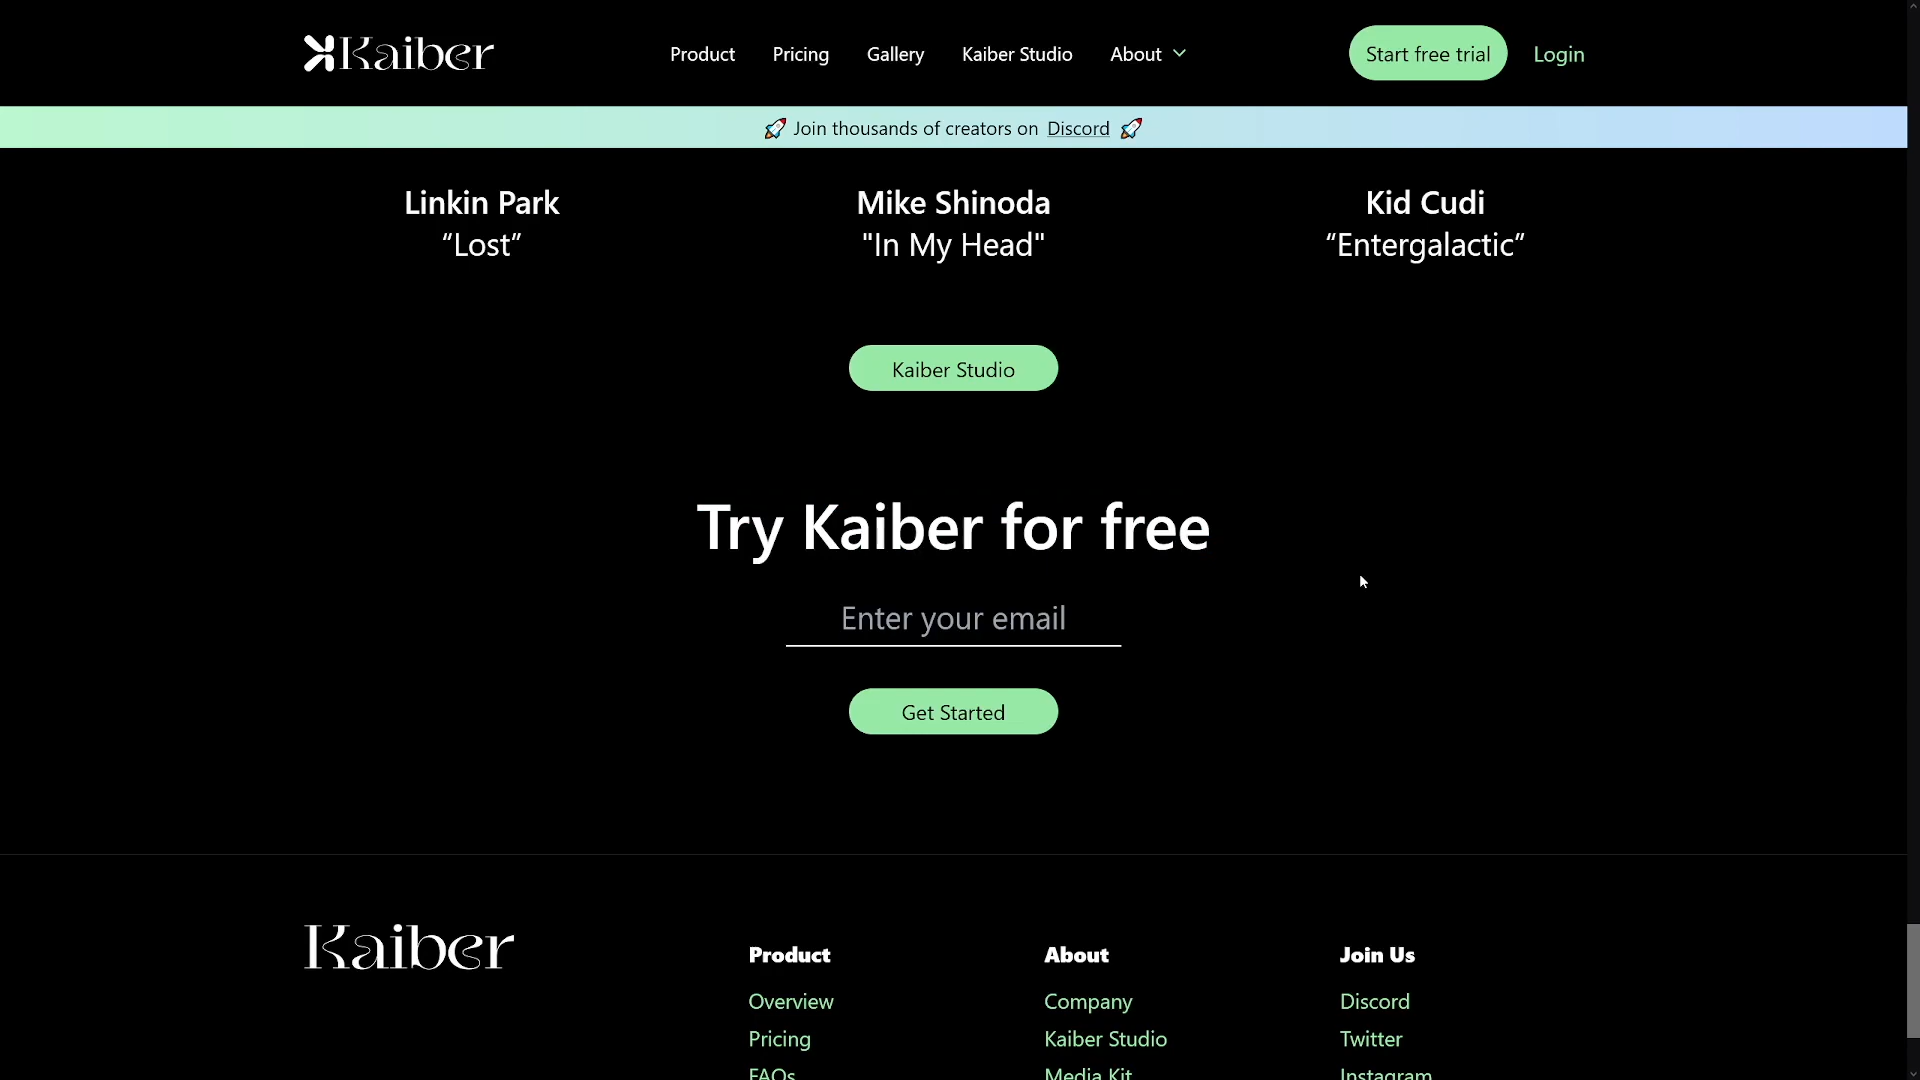 Kaiber
Product Pricing Gallery Kaiber Studio About
Start free trial Login
🚀 Join thousands of creators on Discord 🚀
Linkin Park
“Lost”
Mike Shinoda
"In My Head"
Kid Cudi
“Entergalactic”
Kaiber Studio
Try Kaiber for free
Enter your email
Get Started
Kaiber
Product
Overview
Pricing
FAQs
About
Company
Kaiber Studio
Media Kit
Join Us
Discord
Twitter
Instagram